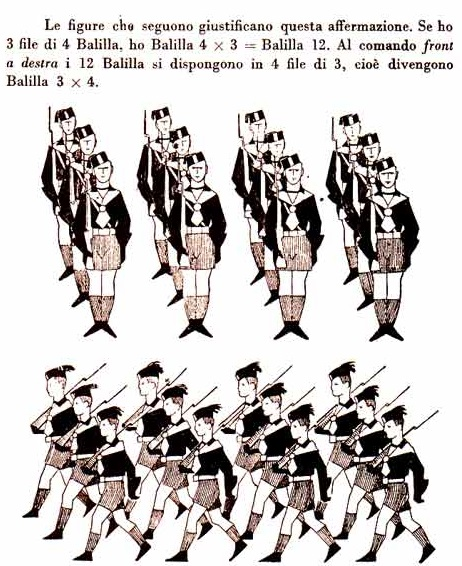 Le figure che seguono giustificano questa affermazione. Se ho
3 file di 4 Balilla, ho Balilla 4 × 3 = Balilla 12. Al comando front
a destra i 12 Balilla si dispongono in 4 file di 3, cioè divengono
Balilla 3 × 4.